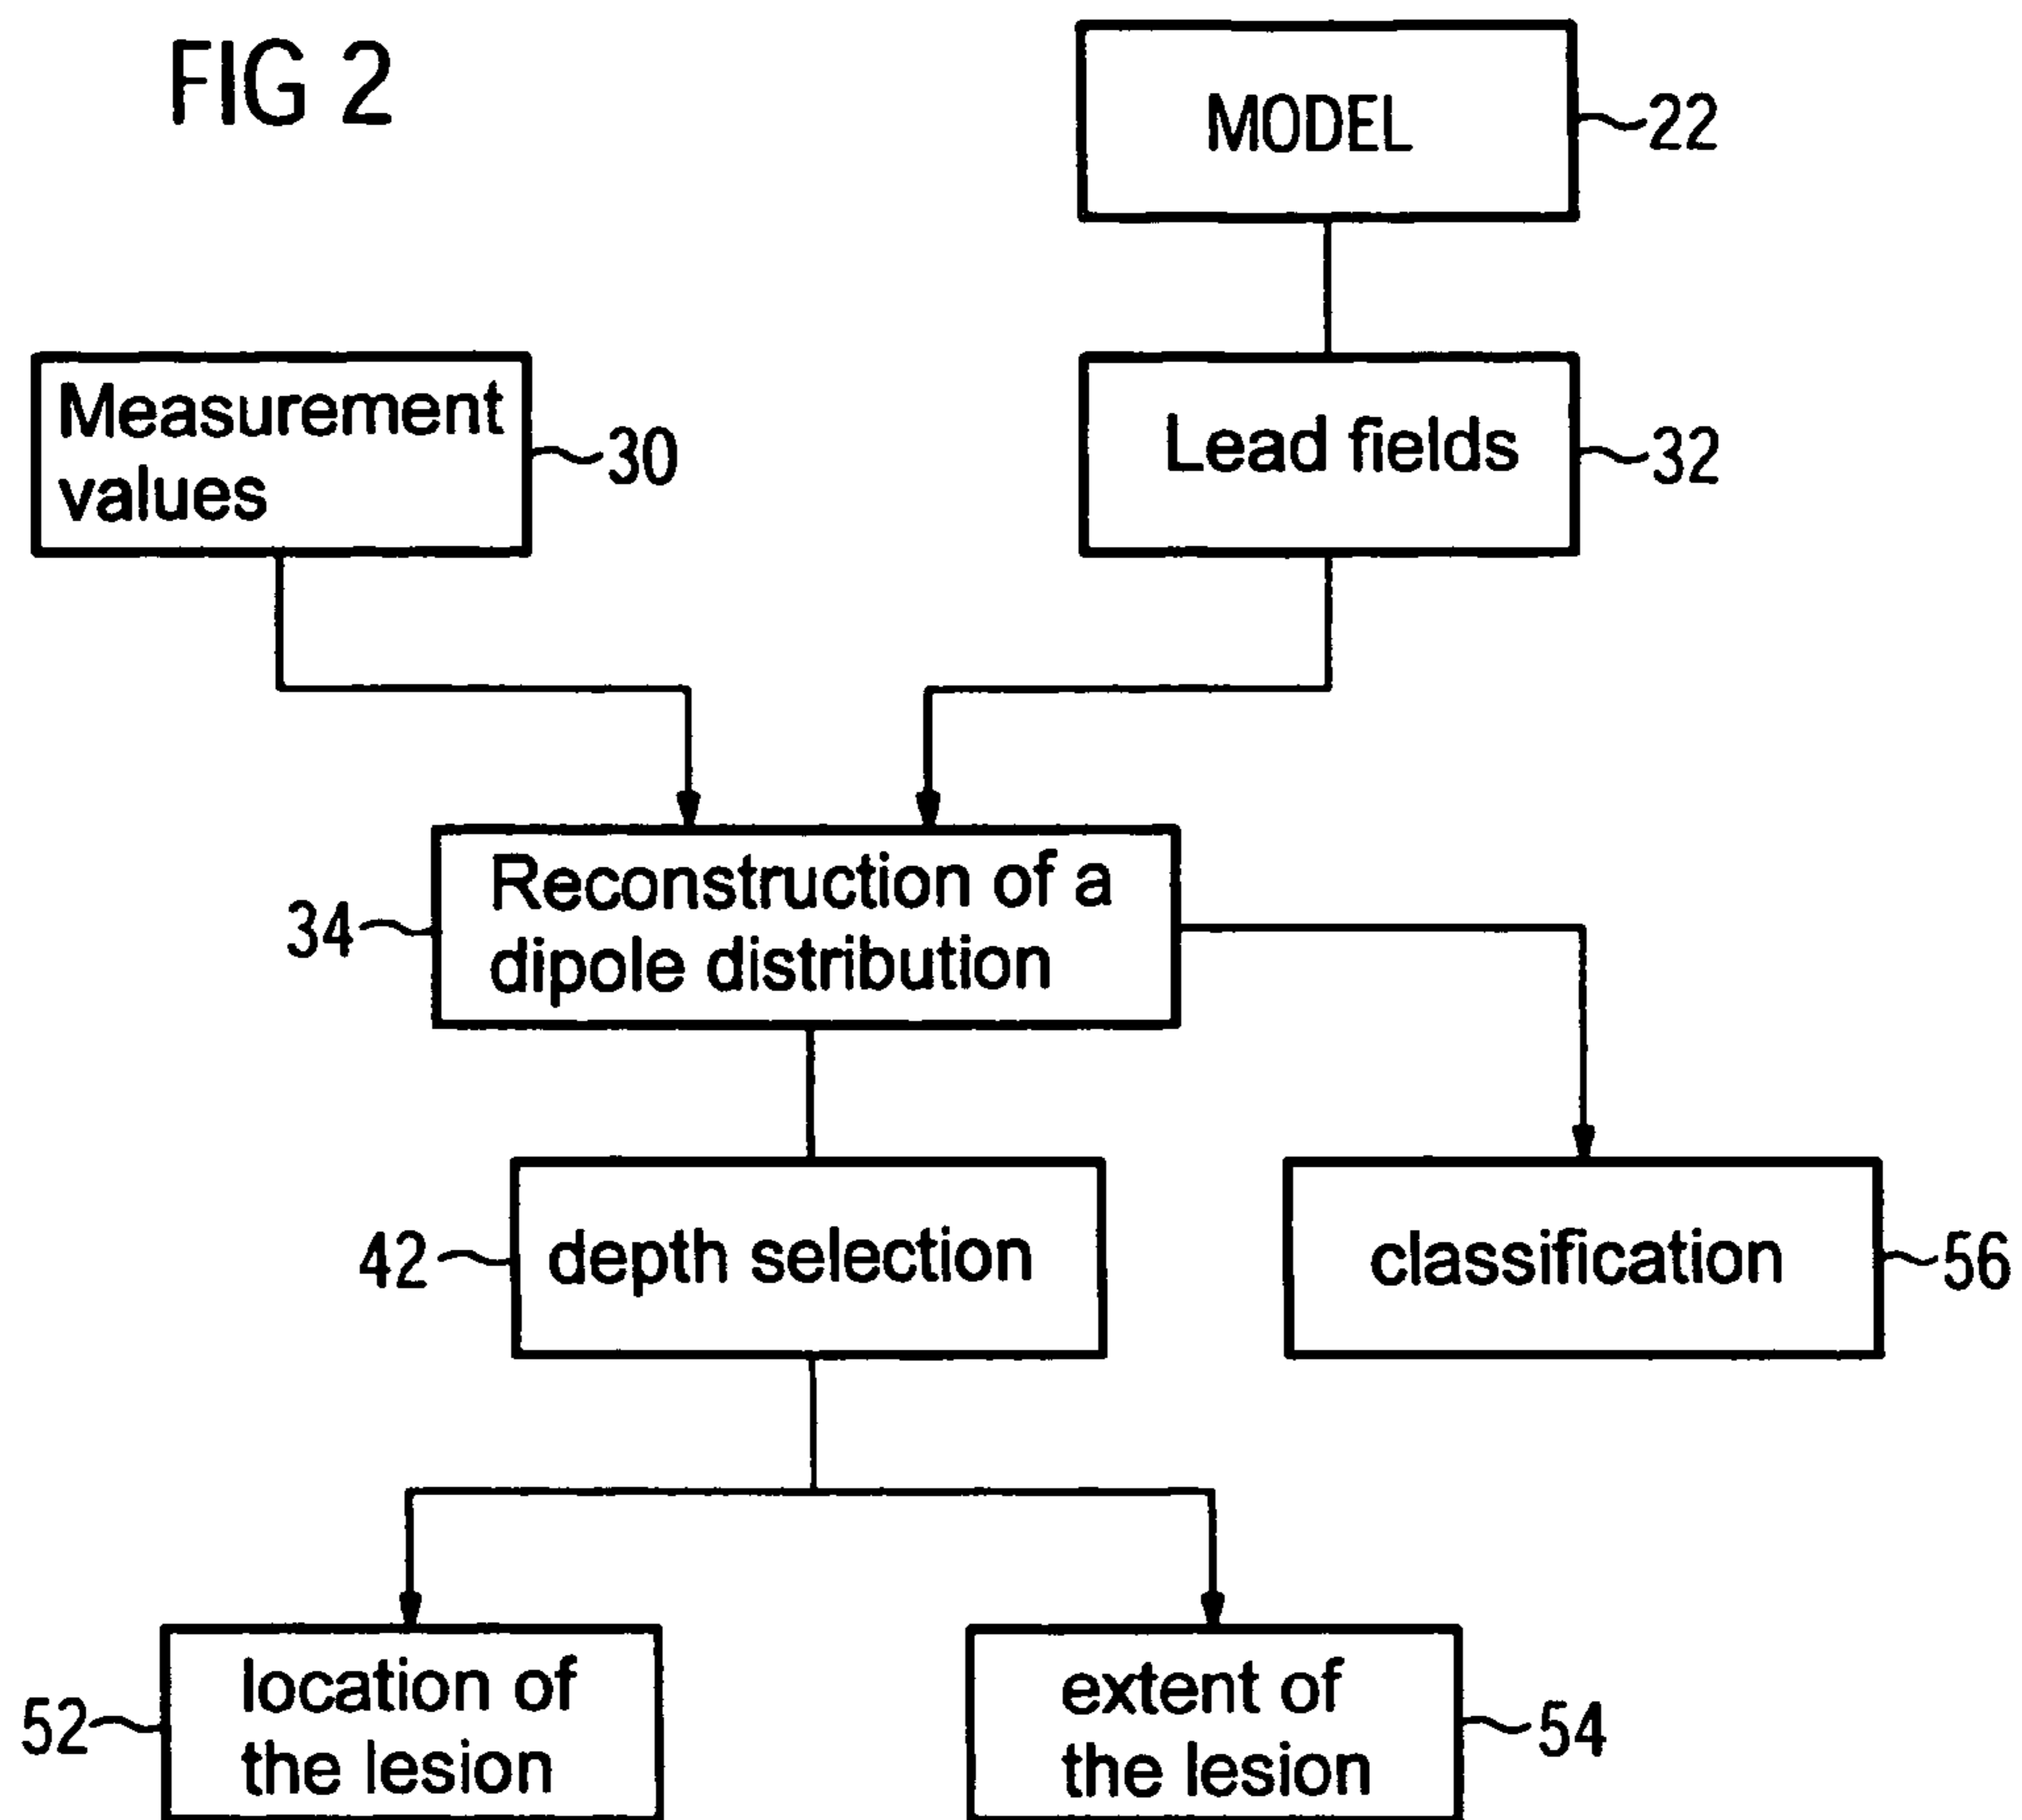 FIG 2
MODEL
22
Measurement
values
30
Lead fields
32
Reconstruction of a
dipole distribution
34
42
depth selection
classification
56
52
location of
the lesion
extent of
the lesion
54